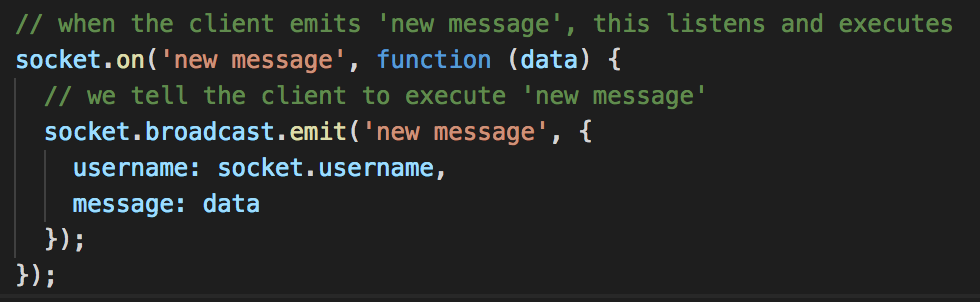 // when the client emits 'new message', this listens and executes
socket.on('new message', function (data) {
// we tell the client to execute 'new message'
socket.broadcast.emit('new message', {
username: socket.username,
message: data
});
});